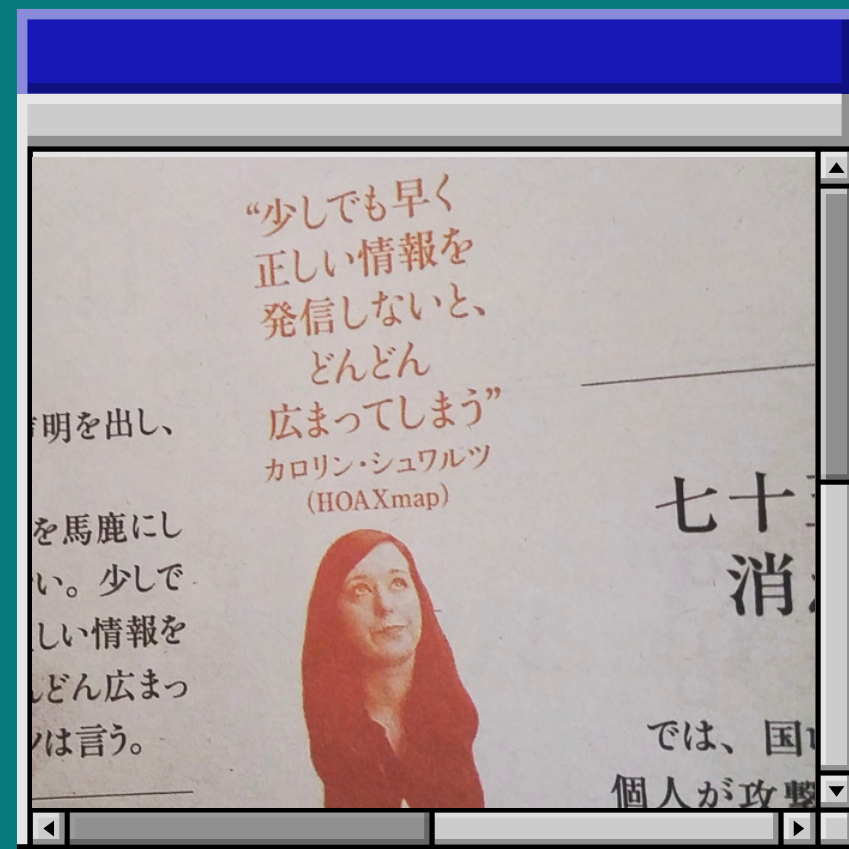 “少しでも早く
正しい情報を
発信しないと、
どんどん
広まってしまう”
カロリン・シュワルツ
(HOAXmap)
明を出し、
を馬鹿にし
い。少しで
しい情報を
どん広まっ
は言う。
七十
消
では、国
個人が攻撃